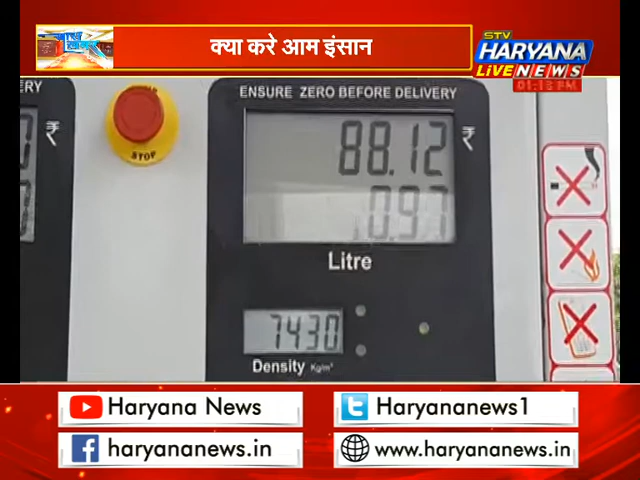 क्या करे आम इंसान
STV
HARYANA
LIVE NEWS
01:13 PM
ERY
ENSURE ZERO BEFORE DELIVERY
₹
88.12
₹
0.97
STOP
Litre
7430
Density Kg/m³
Haryana News
Haryananews1
haryananews.in
www.haryananews.in